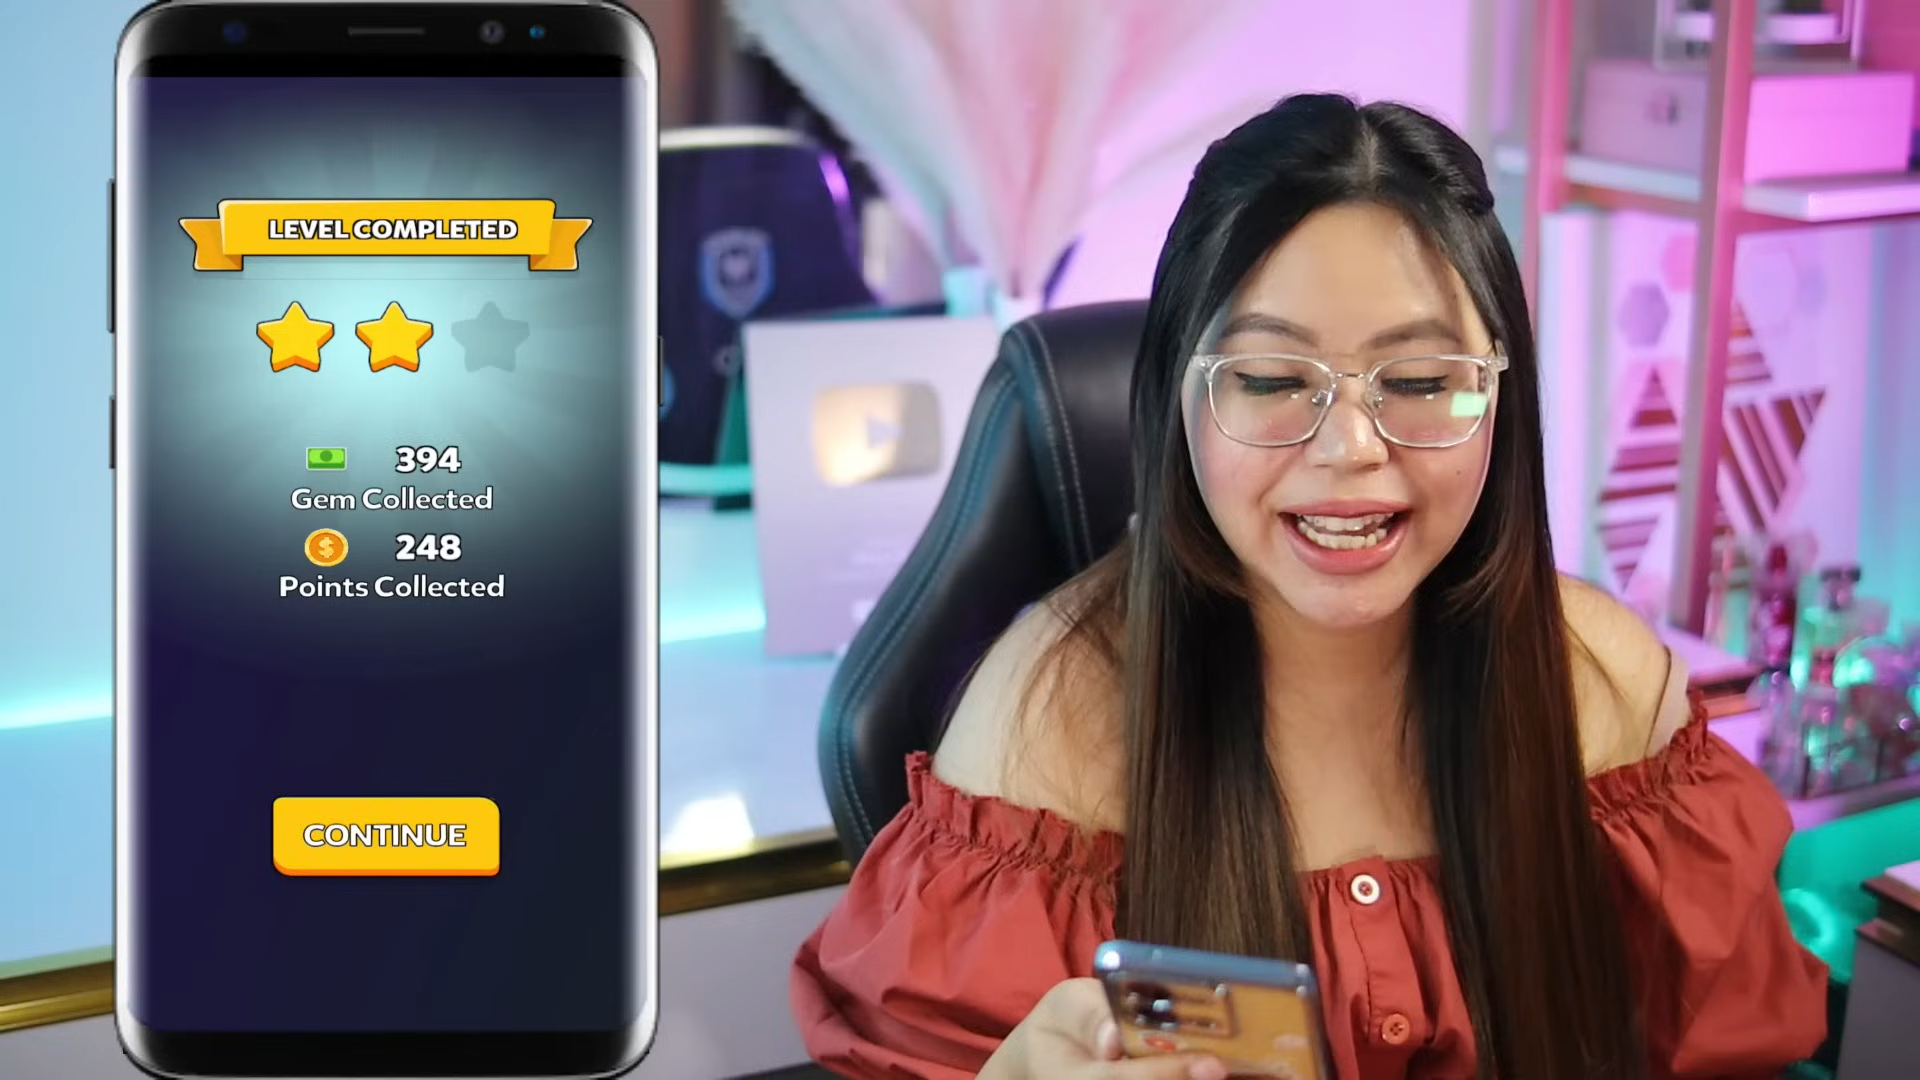 LEVEL COMPLETED
394
Gem Collected
248
Points Collected
CONTINUE